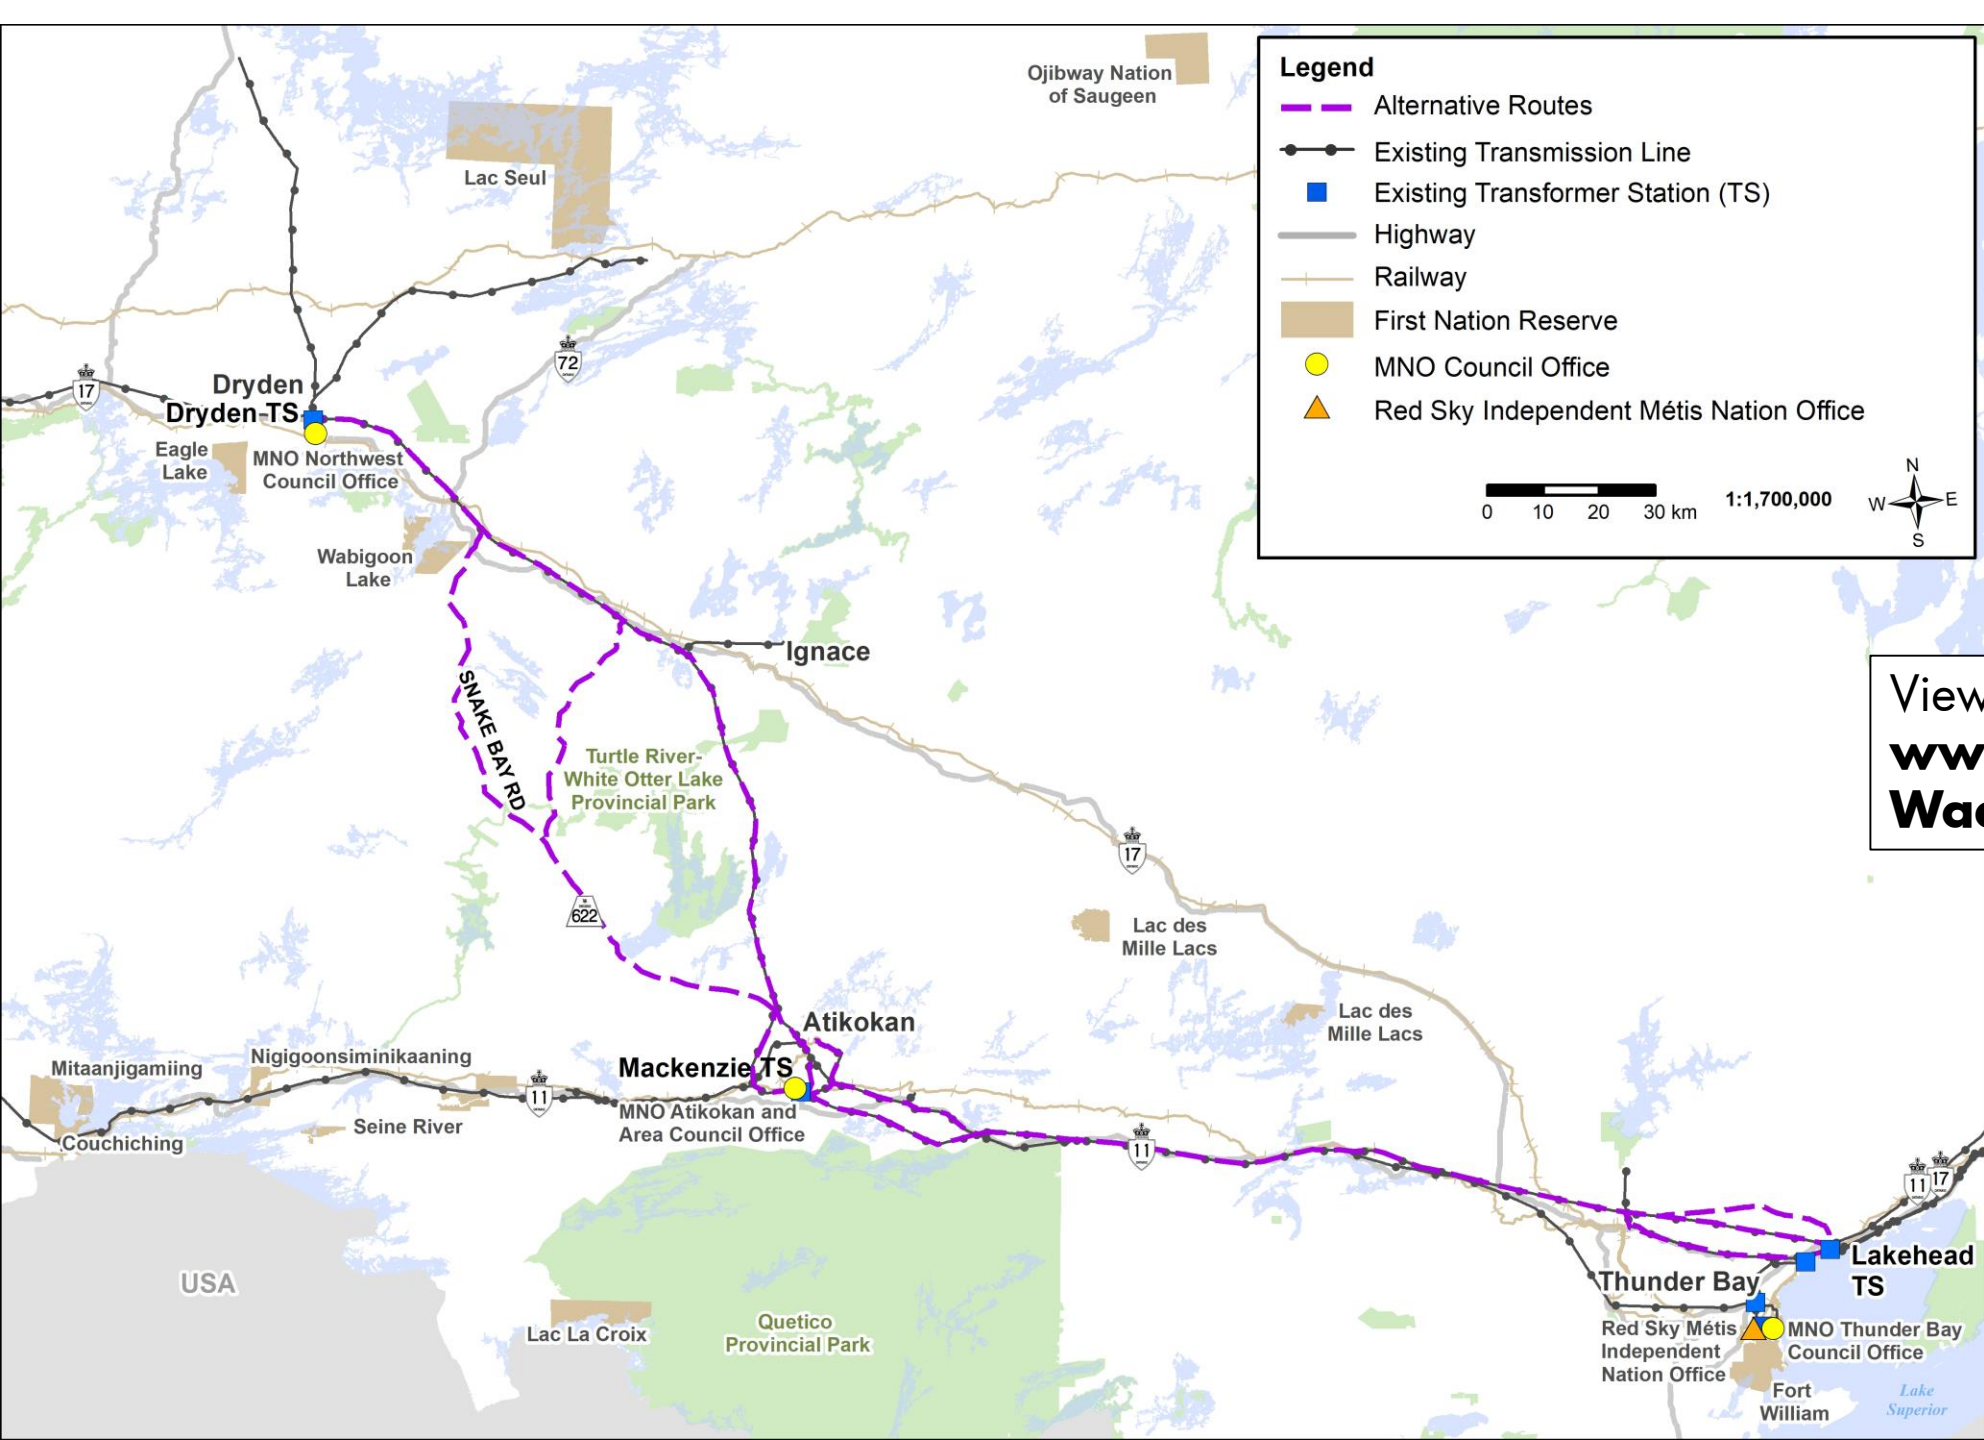 Legend
Alternative Routes
Existing Transmission Line
Existing Transformer Station (TS)
Highway
Railway
First Nation Reserve
MNO Council Office
Red Sky Independent Métis Nation Office
0 10 20 30 km
1:1,700,000
N
W E
S
Ojibway Nation
of Saugeen
Lac Seul
72
17
Dryden
Dryden TS
Eagle
Lake
MNO Northwest
Council Office
Wabigoon
Lake
Ignace
SNAKE BAY RD
Turtle River-
White Otter Lake
Provincial Park
View
ww
17
622
Lac des
Mille Lacs
Lac des
Mille Lacs
Atikokan
Mackenzie TS
MNO Atikokan and
Area Council Office
Mitaanjigamiing
Nigigoonsiminikaaning
11
Seine River
Couchiching
11
11
17
Lakehead
TS
Thunder Bay
USA
Lac La Croix
Quetico
Provincial Park
Red Sky Métis
Independent
Nation Office
MNO Thunder Bay
Council Office
Fort
William
Lake
Superior